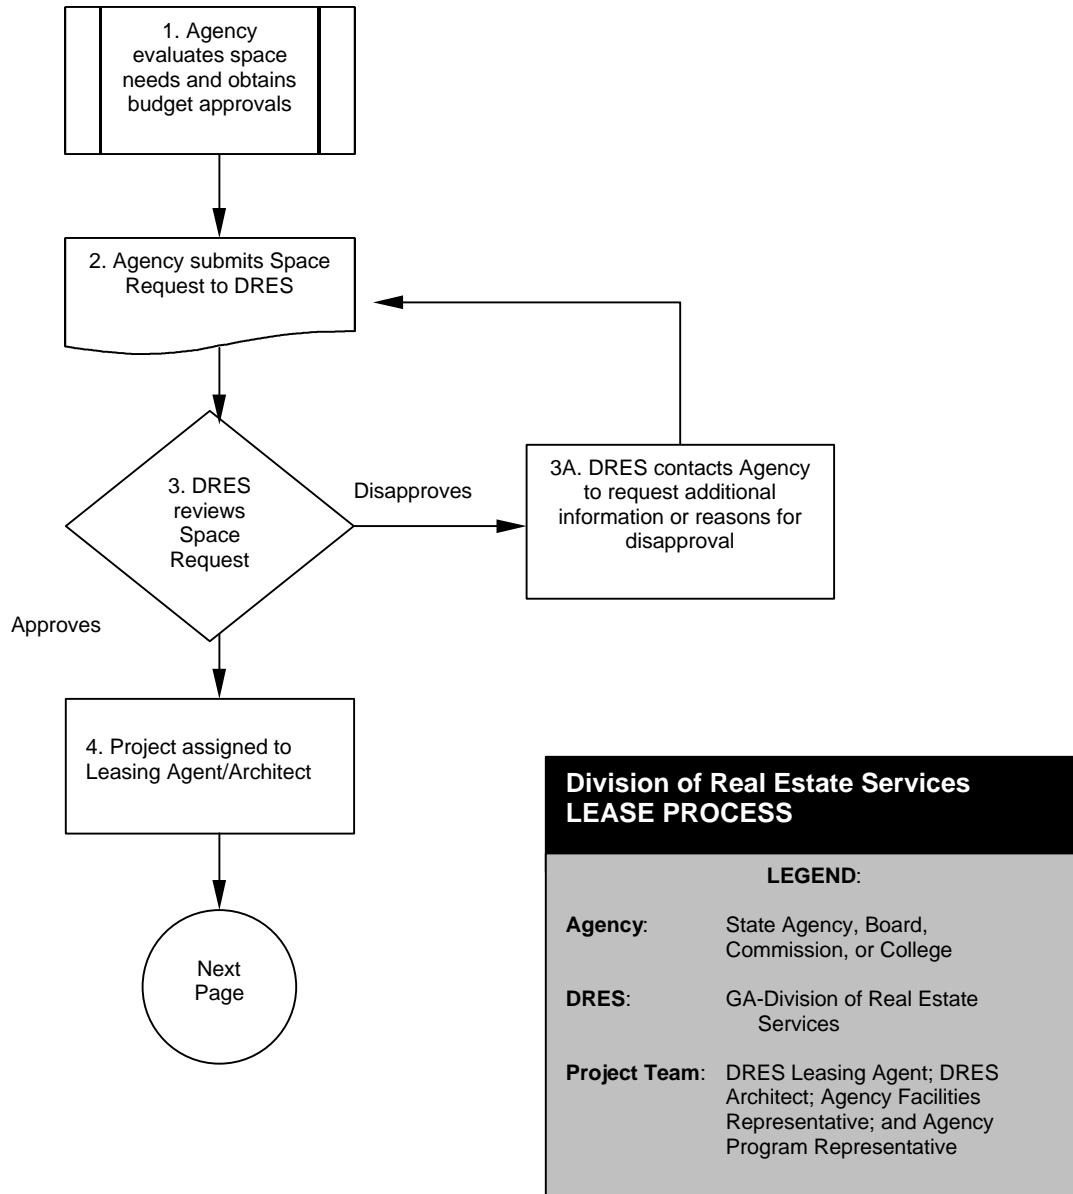 1. Agency
evaluates space
needs and obtains
budget approvals
2. Agency submits Space
Request to DRES
3. DRES
reviews
Space
Request
Disapproves
3A. DRES contacts Agency
to request additional
information or reasons for
disapproval
Approves
4. Project assigned to
Leasing Agent/Architect
Next
Page
Division of Real Estate Services
LEASE PROCESS
LEGEND:
Agency: State Agency, Board,
Commission, or College
DRES: GA-Division of Real Estate
Services
Project Team: DRES Leasing Agent; DRES
Architect; Agency Facilities
Representative; and Agency
Program Representative